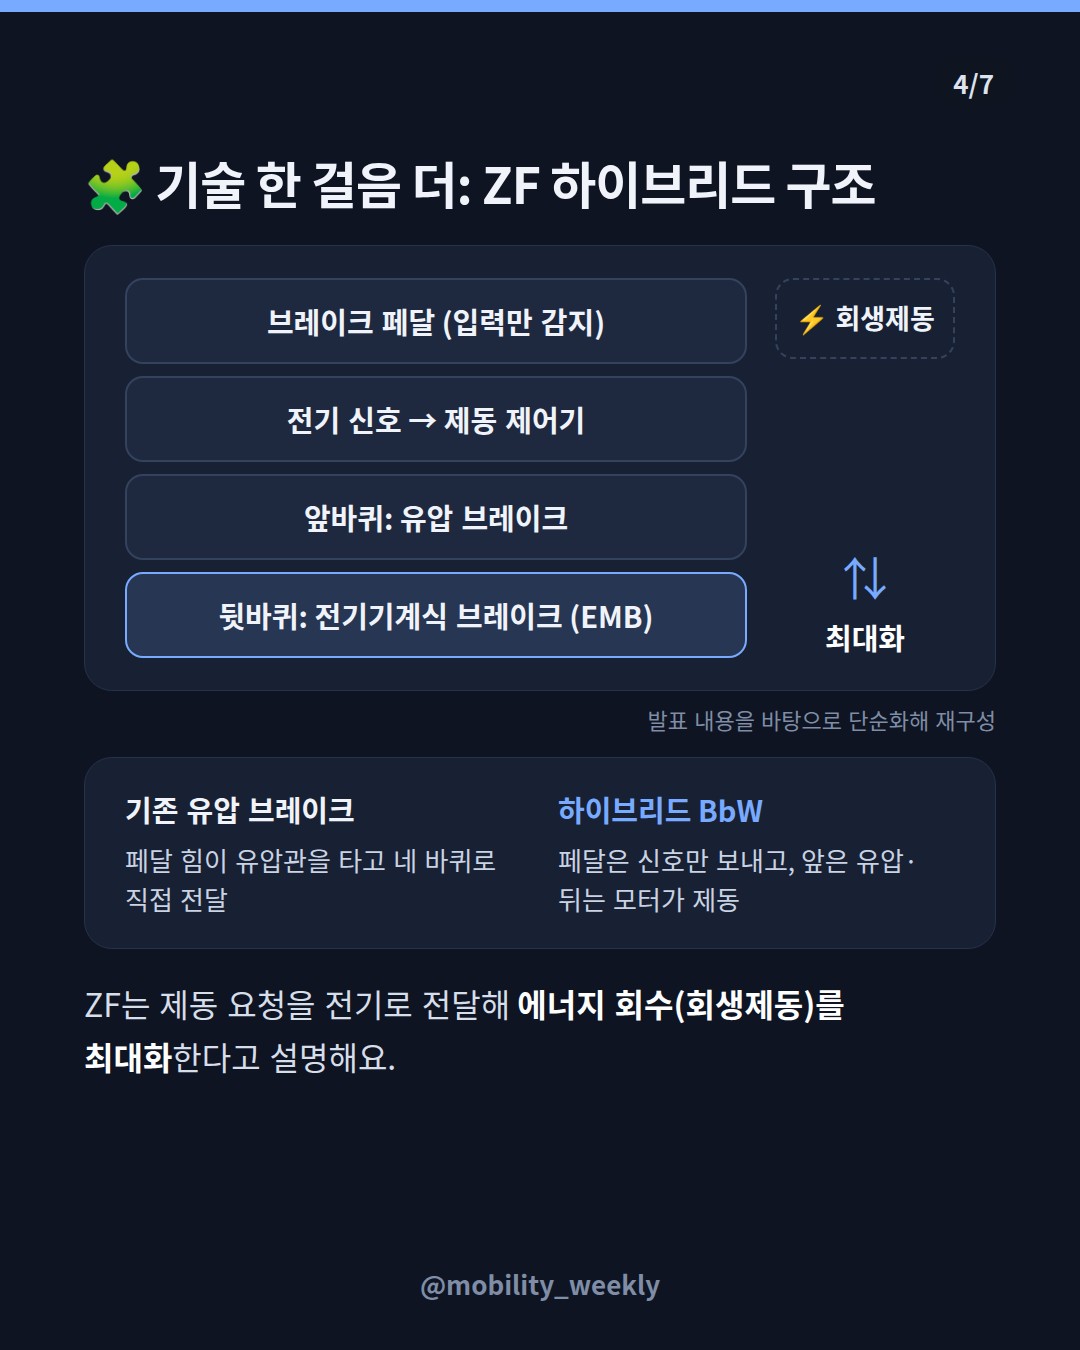 4/7
🧩 기술 한 걸음 더: ZF 하이브리드 구조
브레이크 페달 (입력만 감지)
⚡ 회생제동
전기 신호 → 제동 제어기
앞바퀴: 유압 브레이크
뒷바퀴: 전기기계식 브레이크 (EMB)
⇅
최대화
발표 내용을 바탕으로 단순화해 재구성
기존 유압 브레이크
페달 힘이 유압관을 타고 네 바퀴로
직접 전달
하이브리드 BbW
페달은 신호만 보내고, 앞은 유압·
뒤는 모터가 제동
ZF는 제동 요청을 전기로 전달해 에너지 회수(회생제동)를
최대화한다고 설명해요.
@mobility_weekly